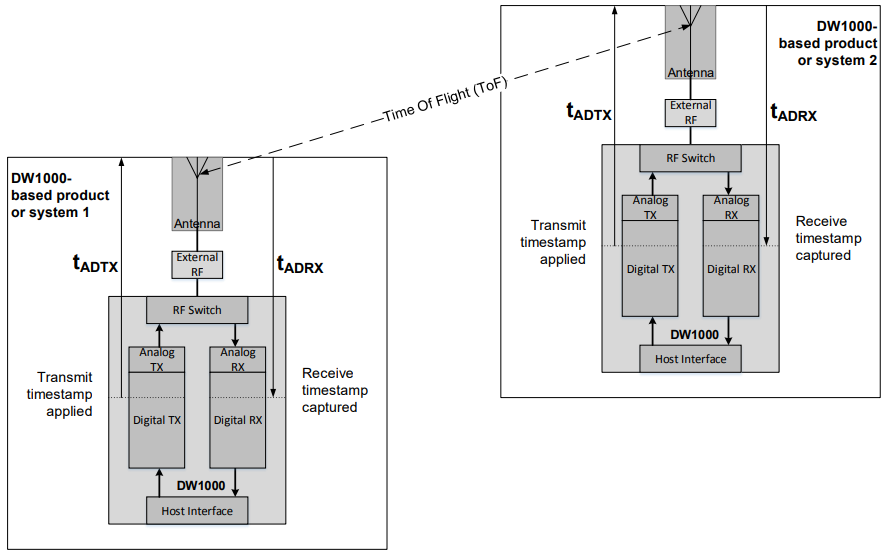 DW1000-
based product
or system 1
Antenna
External
RF
tADTX
tADRX
RF Switch
Analog
TX
Analog
RX
Transmit
timestamp
applied
Receive
timestamp
captured
Digital TX
Digital RX
DW1000
Host Interface
Time Of Flight (ToF)
DW1000-
based product
or system 2
Antenna
External
RF
tADTX
tADRX
RF Switch
Analog
TX
Analog
RX
Transmit
timestamp
applied
Receive
timestamp
captured
Digital TX
Digital RX
DW1000
Host Interface